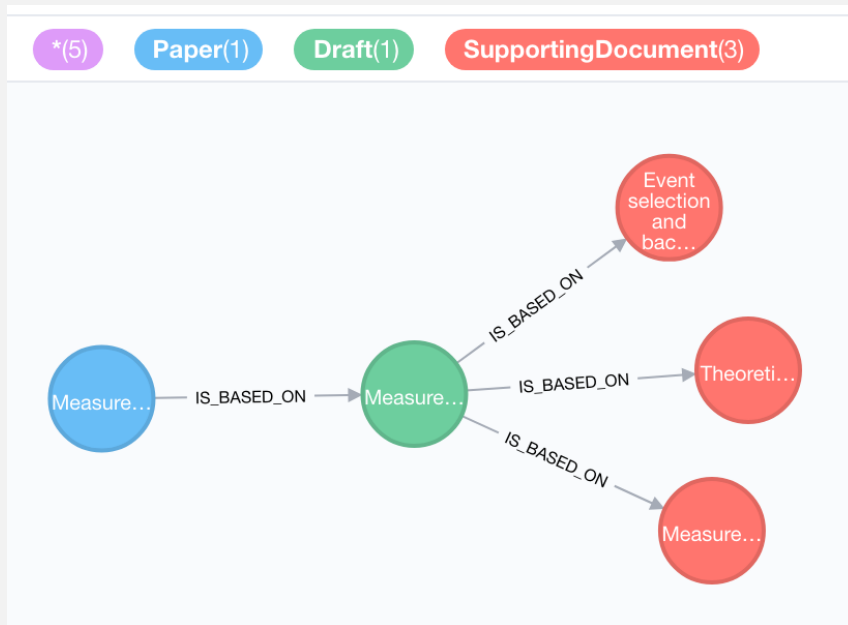 *(5) Paper(1) Draft(1) SupportingDocument(3)
Event
selection
and
bac...
IS_BASED_ON
Theoreti...
IS_BASED_ON
Measure...
IS_BASED_ON
Measure...
IS_BASED_ON
Measure...